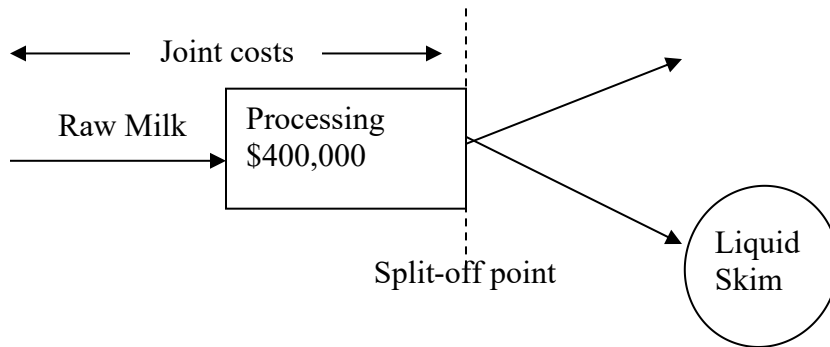 Joint costs
Raw Milk
Processing
$400,000
Split-off point
Liquid
Skim